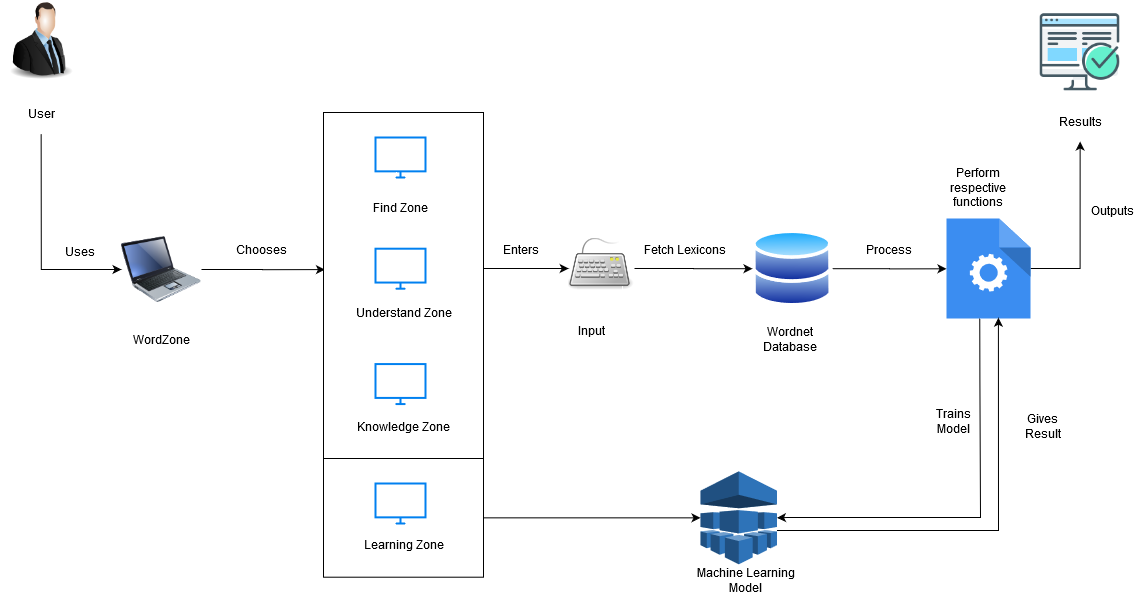 User
Uses
WordZone
Chooses
Find Zone
Understand Zone
Knowledge Zone
Learning Zone
Enters
Input
Fetch Lexicons
Wordnet
Database
Process
Perform
respective
functions
Outputs
Results
Trains
Model
Gives
Result
Machine Learning
Model